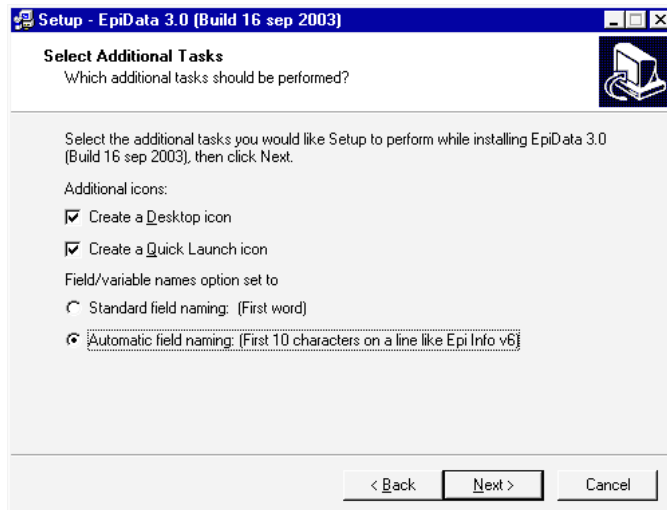 Setup - EpiData 3.0 (Build 16 sep 2003)
Select Additional Tasks
Which additional tasks should be performed?
Select the additional tasks you would like Setup to perform while installing EpiData 3.0
(Build 16 sep 2003), then click Next.
Additional icons:
Create a Desktop icon
Create a Quick Launch icon
Field/variable names option set to
Standard field naming: (First word)
Automatic field naming: (First 10 characters on a line like Epi Info v6)
< Back
Next >
Cancel